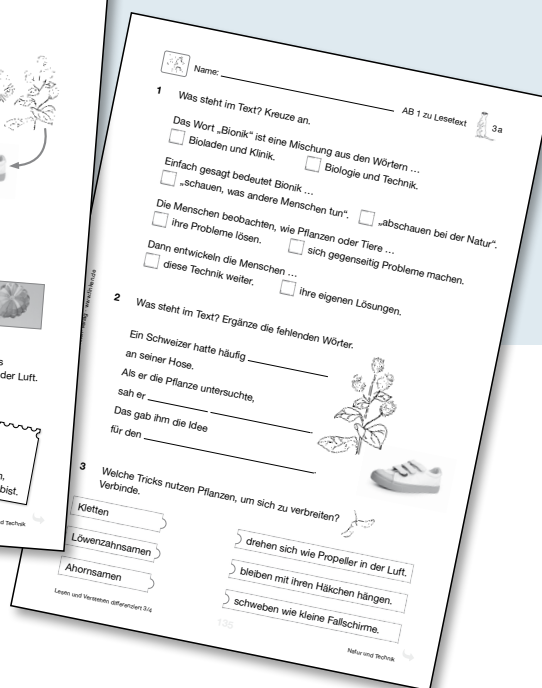 der Luft.
bist.
Name:
AB 1 zu Lesetext 3a
1 Was steht im Text? Kreuze an.
Das Wort „Bionik“ ist eine Mischung aus den Wörfern ...
Bioladen und Klinik. Biologie und Technik.
Einfach gesagt bedeutet Bionik ...
„schauen, was andere Menschen tun“. „abschauen bei der Natur“.
Die Menschen beobachten, wie Pflanzen oder Tiere ...
ihre Probleme lösen. sich gegenseitig Probleme machen.
Dann entwickeln die Menschen ...
diese Technik weiter. ihre eigenen Lösungen.
2 Was steht im Text? Ergänze die fehlenden Wörter.
Ein Schweizer hatte häufig
an seiner Hose.
Als er die Pflanze untersuchte,
sah er
Das gab ihm die Idee
für den
3 Welche Tricks nutzen Pflanzen, um sich zu verbreiten?
Verbinde.
Kletten
Löwenzahnsamen
Ahornsamen
drehen sich wie Propeller in der Luft.
bleiben mit ihren Häkchen hängen.
schweben wie kleine Fallschirme.
Lesen und Verstehen differenziert 3/4
135
Natur und Technik